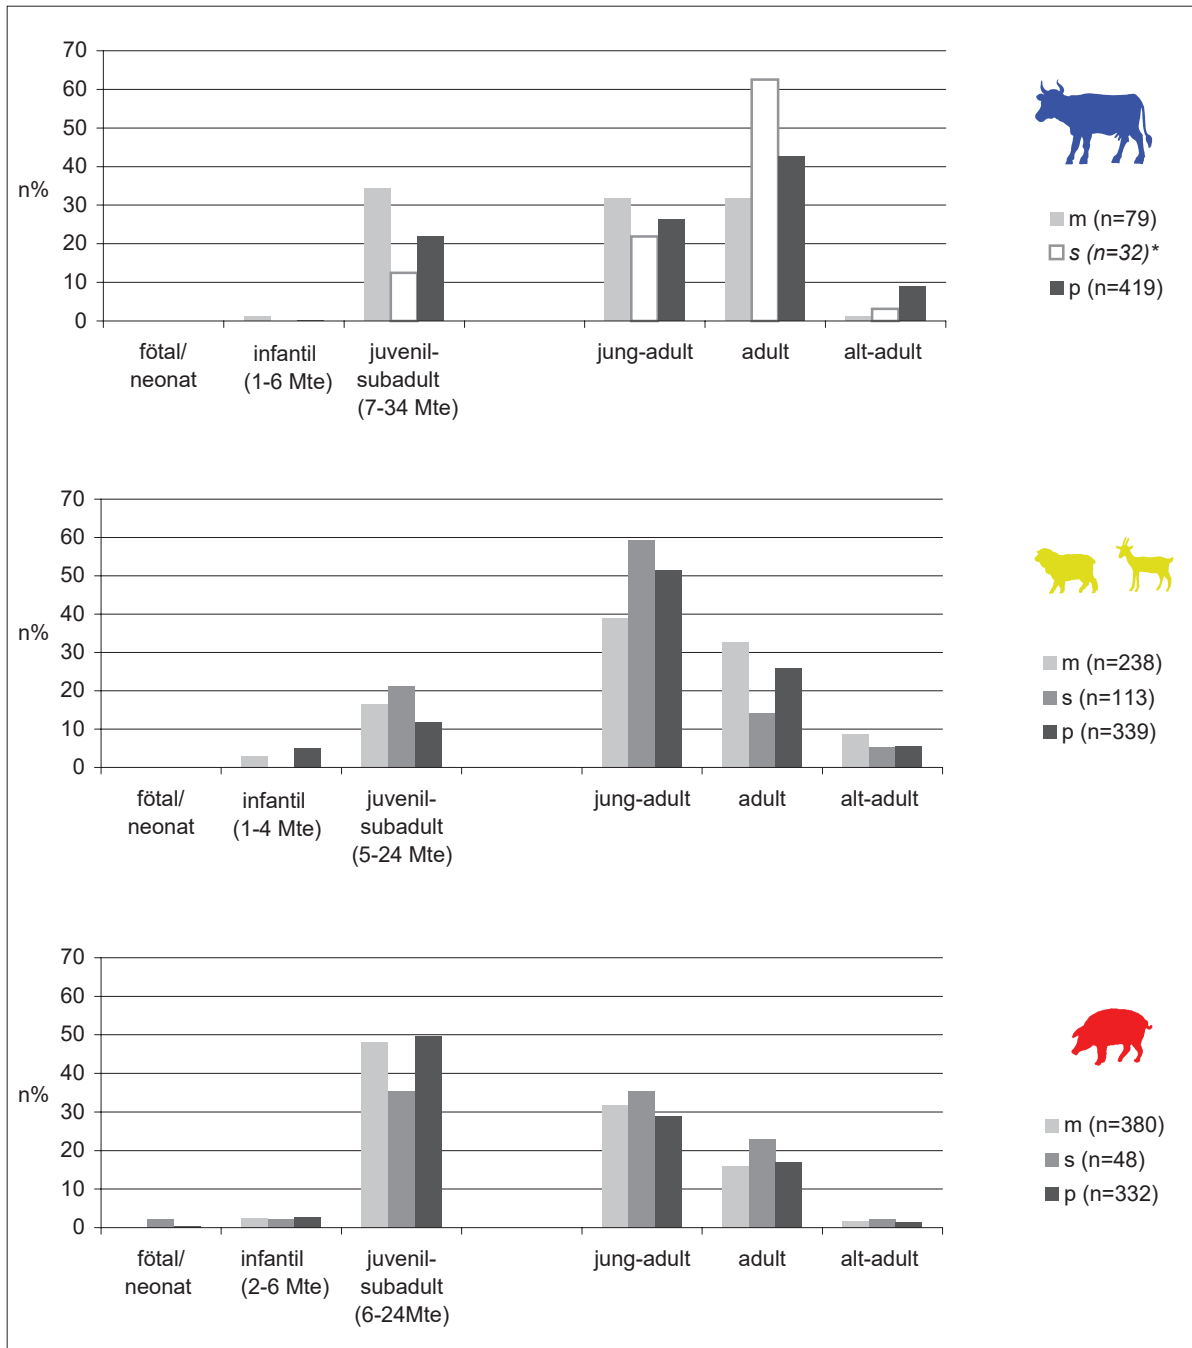 70
60
50
40
30
20
10
0
n%
fötal/
neonat
infantil
(1-6 Mte)
juvenil-
subadult
(7-34 Mte)
jung-adult
adult
alt-adult
m (n=79)
s (n=32)*
p (n=419)
70
60
50
40
30
20
10
0
n%
fötal/
neonat
infantil
(1-4 Mte)
juvenil-
subadult
(5-24 Mte)
jung-adult
adult
alt-adult
m (n=238)
s (n=113)
p (n=339)
70
60
50
40
30
20
10
0
n%
fötal/
neonat
infantil
(2-6 Mte)
juvenil-
subadult
(6-24Mte)
jung-adult
adult
alt-adult
m (n=380)
s (n=48)
p (n=332)